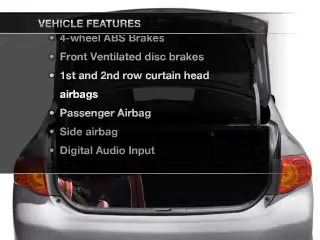 VEHICLE FEATURES
• 4-wheel ABS Brakes
• Front Ventilated disc brakes
• 1st and 2nd row curtain head
airbags
• Passenger Airbag
• Side airbag
• Digital Audio Input